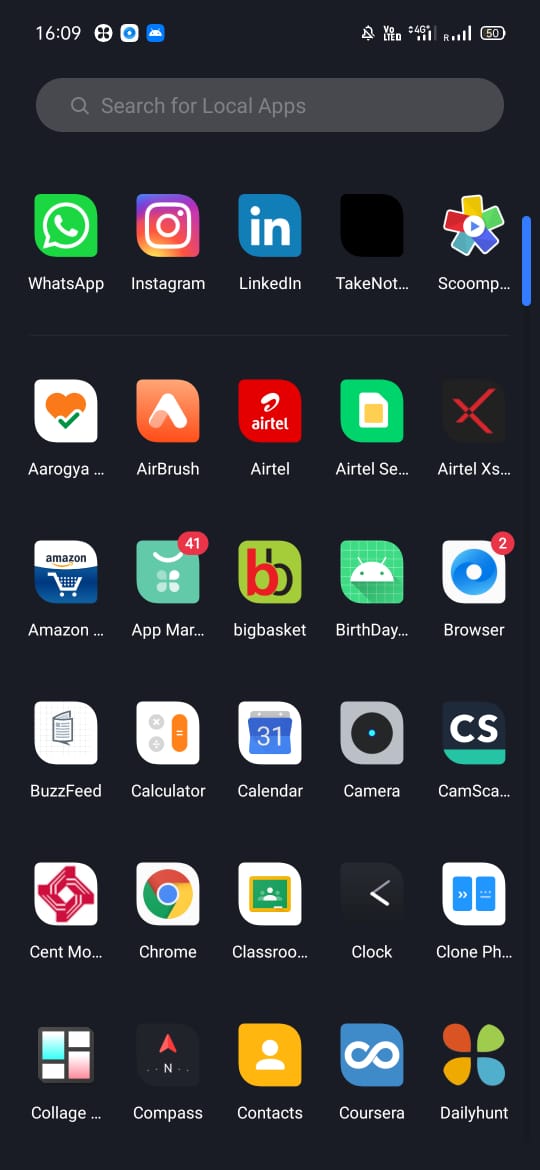 16:09
Vo LTED 4G+ R 50
Search for Local Apps
WhatsApp Instagram LinkedIn TakeNot... Scoomp...
airtel
Aarogya ... AirBrush Airtel Airtel Se... Airtel Xs...
amazon 41 bb 2
Amazon ... App Mar... bigbasket BirthDay... Browser
31 CS
BuzzFeed Calculator Calendar Camera CamSca...
Cent Mo... Chrome Classroo... Clock Clone Ph...
N
Collage ... Compass Contacts Coursera Dailyhunt